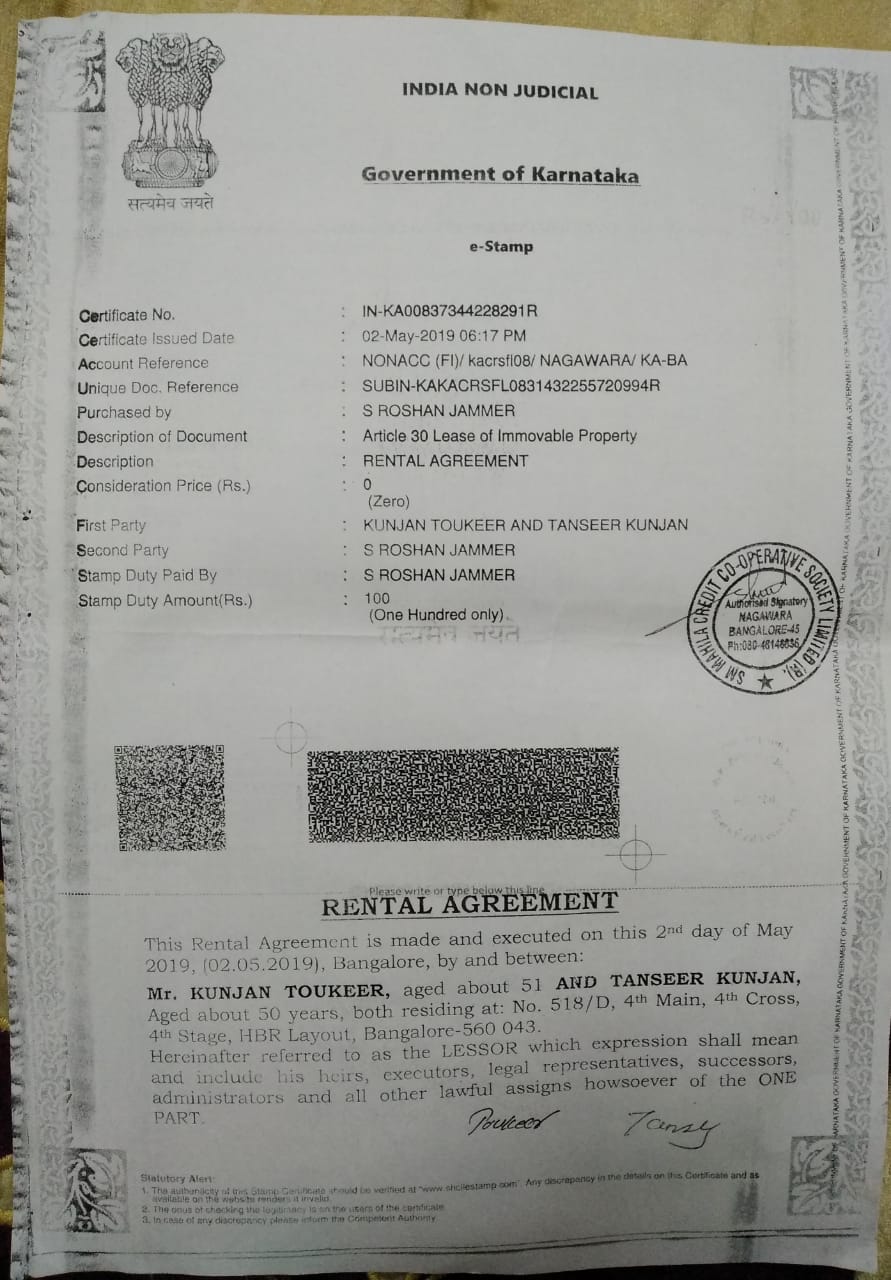 INDIA NON JUDICIAL
Government of Karnataka
सत्यमेव जयते
e-Stamp
Certificate No. : IN-KA00837344228291R
Certificate Issued Date : 02-May-2019 06:17 PM
Account Reference : NONACC (FI)/ kacrsfl08/ NAGAWARA/ KA-BA
Unique Doc. Reference : SUBIN-KAKACRSFL0831432255720994R
Purchased by : S ROSHAN JAMMER
Description of Document : Article 30 Lease of Immovable Property
Description : RENTAL AGREEMENT
Consideration Price (Rs.) : 0
(Zero)
First Party : KUNJAN TOUKEER AND TANSEER KUNJAN
Second Party : S ROSHAN JAMMER
Stamp Duty Paid By : S ROSHAN JAMMER
Stamp Duty Amount(Rs.) : 100
(One Hundred only)
सत्यमेव जयते
SM MAHILA CREDIT CO-OPERATIVE SOCIETY LIMITED (R).
Authorised Signatory
NAGAWARA
BANGALORE-45
Ph:080-46146636
Please write or type below this line
RENTAL AGREEMENT
This Rental Agreement is made and executed on this 2nd day of May
2019, (02.05.2019), Bangalore, by and between:
Mr. KUNJAN TOUKEER, aged about 51 AND TANSEER KUNJAN,
Aged about 50 years, both residing at: No. 518/D, 4th Main, 4th Cross,
4th Stage, HBR Layout, Bangalore-560 043.
Hereinafter referred to as the LESSOR which expression shall mean
and include his heirs, executors, legal representatives, successors,
administrators and all other lawful assigns howsoever of the ONE
PART.
Statutory Alert:
1. The authenticity of this Stamp Certificate should be verified at "www.shcilestamp.com". Any discrepancy in the details on this Certificate and as
available on the website renders it invalid.
2. The onus of checking the legitimacy is on the users of the certificate.
3. In case of any discrepancy please inform the Competent Authority.